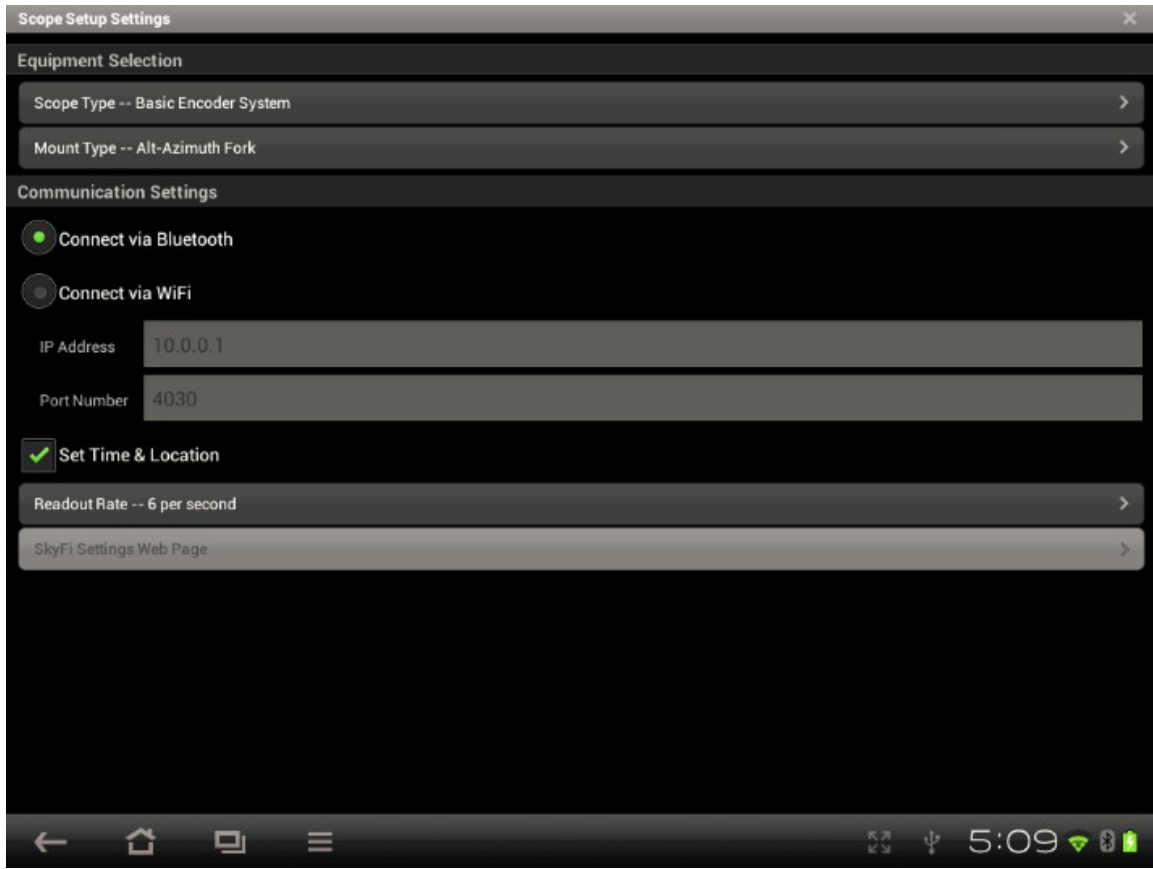 Scope Setup Settings
Equipment Selection
Scope Type -- Basic Encoder System
Mount Type -- Alt-Azimuth Fork
Communication Settings
Connect via Bluetooth
Connect via WiFi
IP Address 10.0.0.1
Port Number 4030
Set Time & Location
Readout Rate -- 6 per second
SkyFi Settings Web Page
5:09